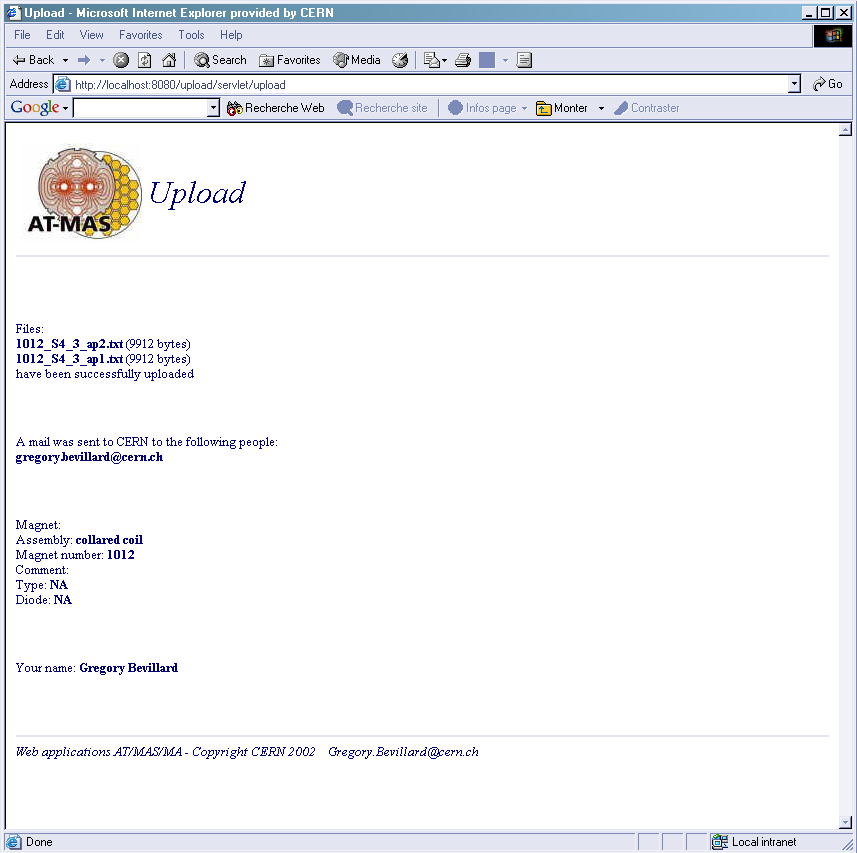 Upload - Microsoft Internet Explorer provided by CERN
File Edit View Favorites Tools Help
Back Search Favorites Media
Address http://localhost:8080/upload/servlet/upload Go
Google Recherche Web Recherche site Infos page Monter Contraster
AT-MAS Upload
Files:
1012_S4_3_ap2.txt (9912 bytes)
1012_S4_3_ap1.txt (9912 bytes)
have been successfully uploaded
A mail was sent to CERN to the following people:
gregory.bevillard@cern.ch
Magnet:
Assembly: collared coil
Magnet number: 1012
Comment:
Type: NA
Diode: NA
Your name: Gregory Bevillard
Web applications AT/MAS/MA - Copyright CERN 2002 Gregory.Bevillard@cern.ch
Done Local intranet